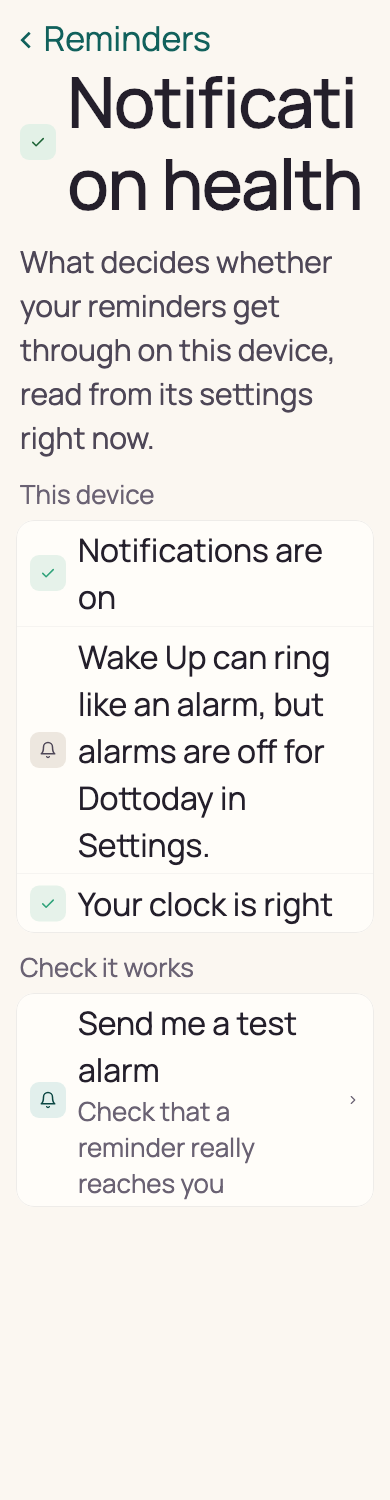 Reminders
Notificati
on health
What decides whether
your reminders get
through on this device,
read from its settings
right now.
This device
Notifications are
on
Wake Up can ring
like an alarm, but
alarms are off for
Dottoday in
Settings.
Your clock is right
Check it works
Send me a test
alarm
Check that a
reminder really
reaches you